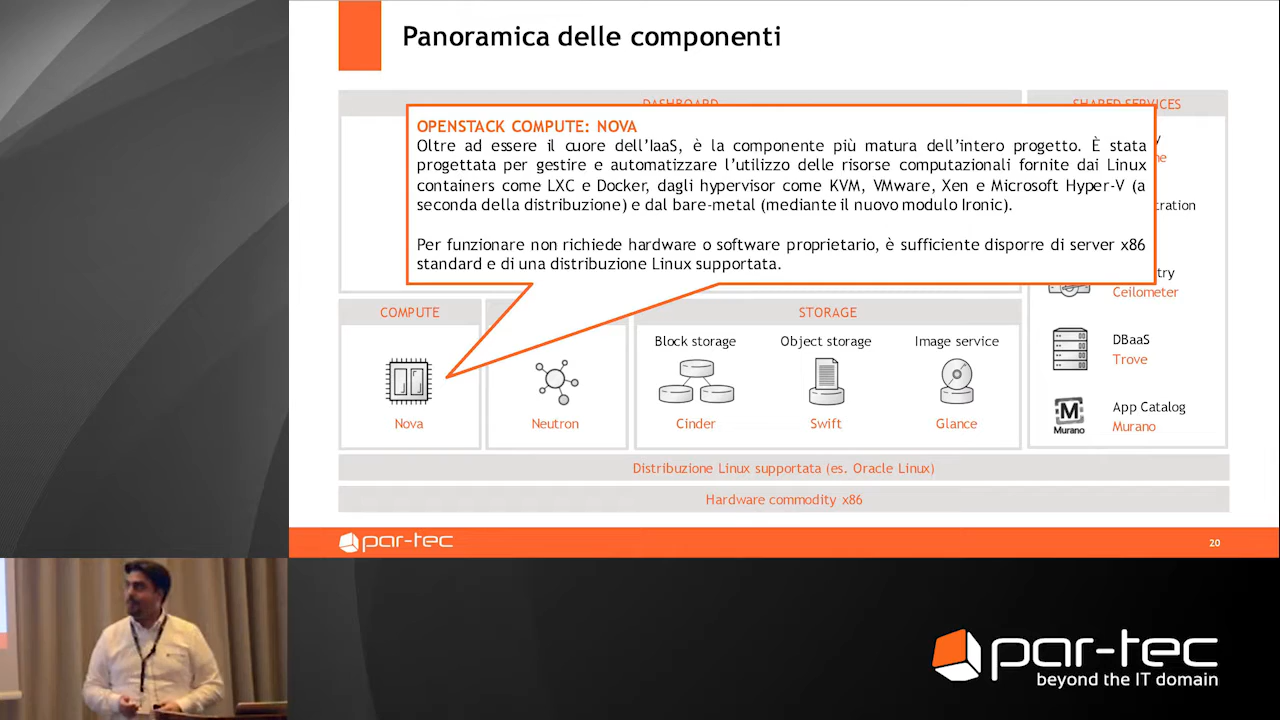 Panoramica delle componenti
DASHBOARD
SHARED SERVICES
OPENSTACK COMPUTE: NOVA
Oltre ad essere il cuore dell'IaaS, è la componente più matura dell'intero progetto. È stata
progettata per gestire e automatizzare l'utilizzo delle risorse computazionali fornite dai Linux
containers come LXC e Docker, dagli hypervisor come KVM, VMware, Xen e Microsoft Hyper-V (a
seconda della distribuzione) e dal bare-metal (mediante il nuovo modulo Ironic).
Per funzionare non richiede hardware o software proprietario, è sufficiente disporre di server x86
standard e di una distribuzione Linux supportata.
Ceilometer
DBaaS
Trove
App Catalog
Murano
Murano
COMPUTE
Nova
Neutron
STORAGE
Block storage
Object storage
Image service
Cinder
Swift
Glance
Distribuzione Linux supportata (es. Oracle Linux)
Hardware commodity x86
par-tec
20
par-tec
beyond the IT domain